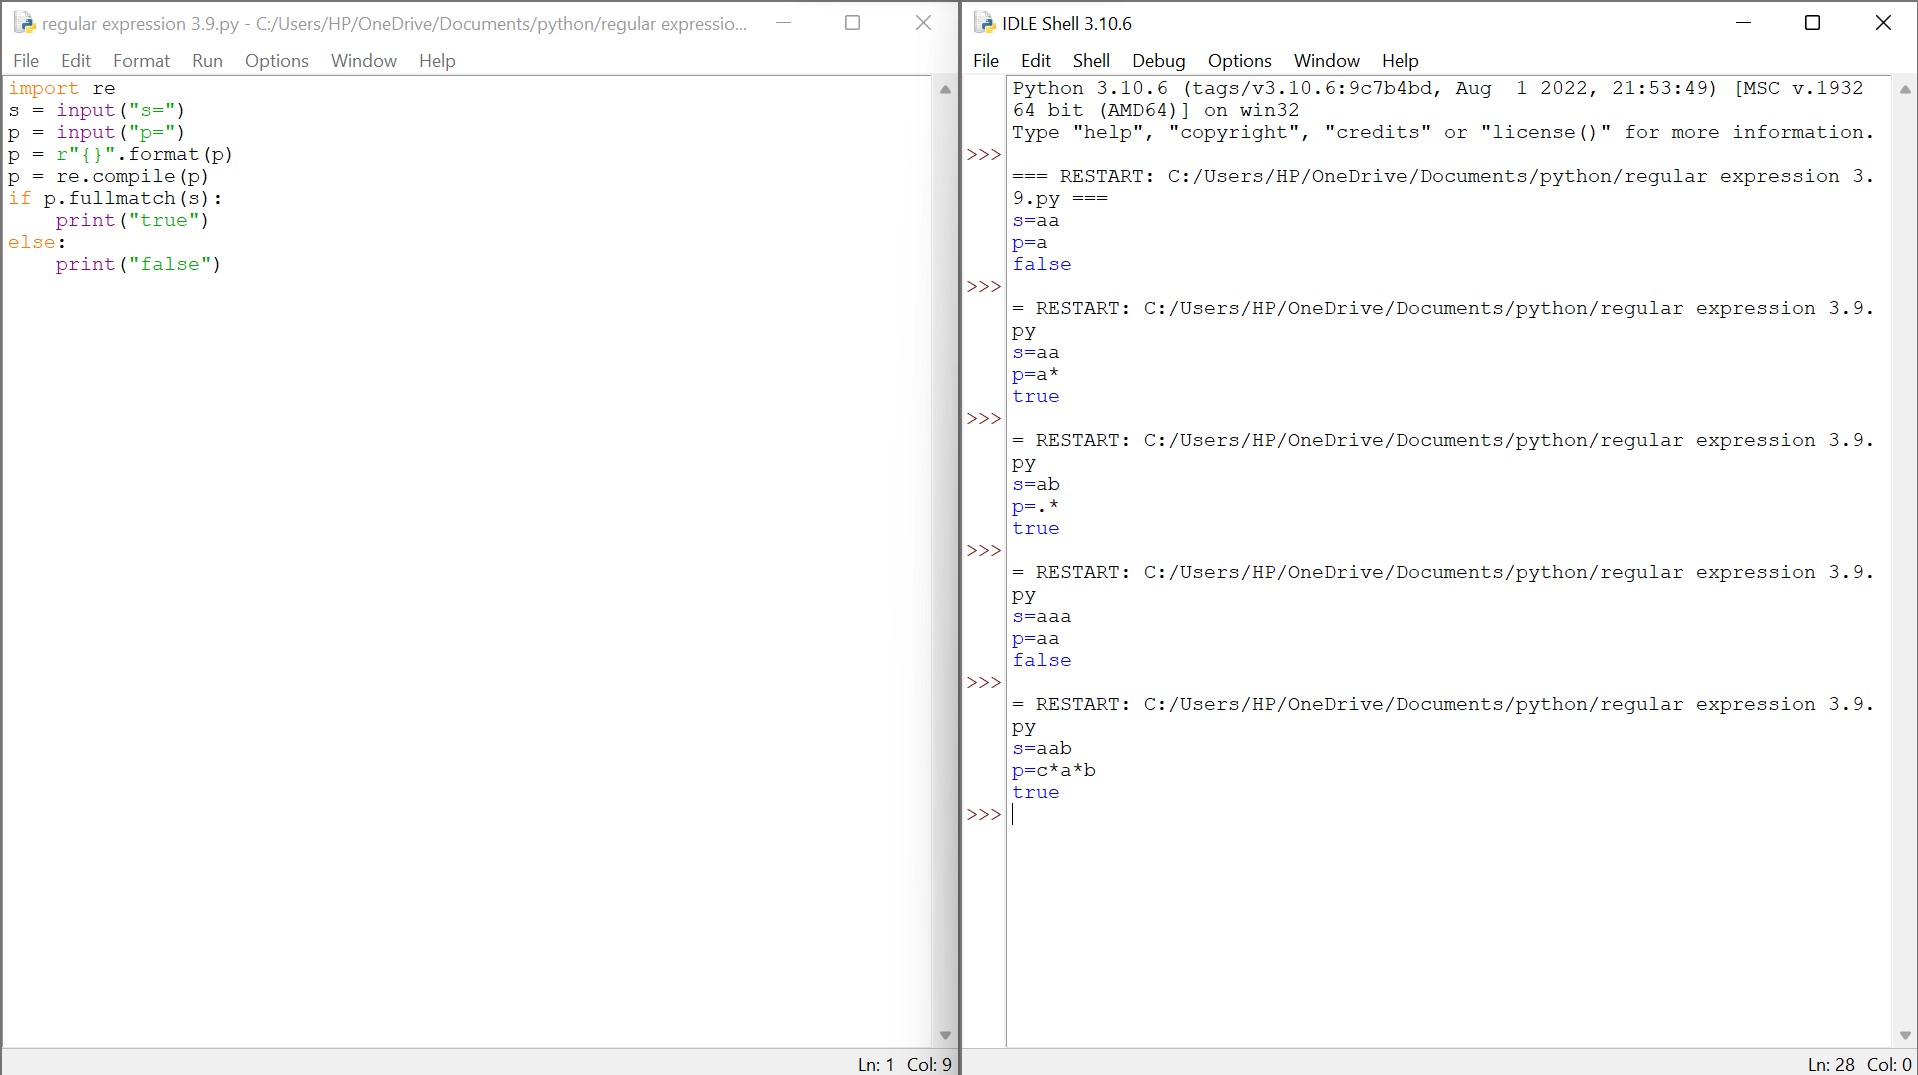 regular expression 3.9.py - C:/Users/HP/OneDrive/Documents/python/regular expressio...
File Edit Format Run Options Window Help
import re
s = input("s=")
p = input("p=")
p = r"{}".format(p)
p = re.compile(p)
if p.fullmatch(s):
    print("true")
else:
    print("false")
Ln: 1 Col: 9
IDLE Shell 3.10.6
File Edit Shell Debug Options Window Help
Python 3.10.6 (tags/v3.10.6:9c7b4bd, Aug  1 2022, 21:53:49) [MSC v.1932
64 bit (AMD64)] on win32
Type "help", "copyright", "credits" or "license()" for more information.
>>>
=== RESTART: C:/Users/HP/OneDrive/Documents/python/regular expression 3.
9.py ===
s=aa
p=a
false
>>>
= RESTART: C:/Users/HP/OneDrive/Documents/python/regular expression 3.9.
py
s=aa
p=a*
true
>>>
= RESTART: C:/Users/HP/OneDrive/Documents/python/regular expression 3.9.
py
s=ab
p=.*
true
>>>
= RESTART: C:/Users/HP/OneDrive/Documents/python/regular expression 3.9.
py
s=aaa
p=aa
false
>>>
= RESTART: C:/Users/HP/OneDrive/Documents/python/regular expression 3.9.
py
s=aab
p=c*a*b
true
>>>
Ln: 28 Col: 0